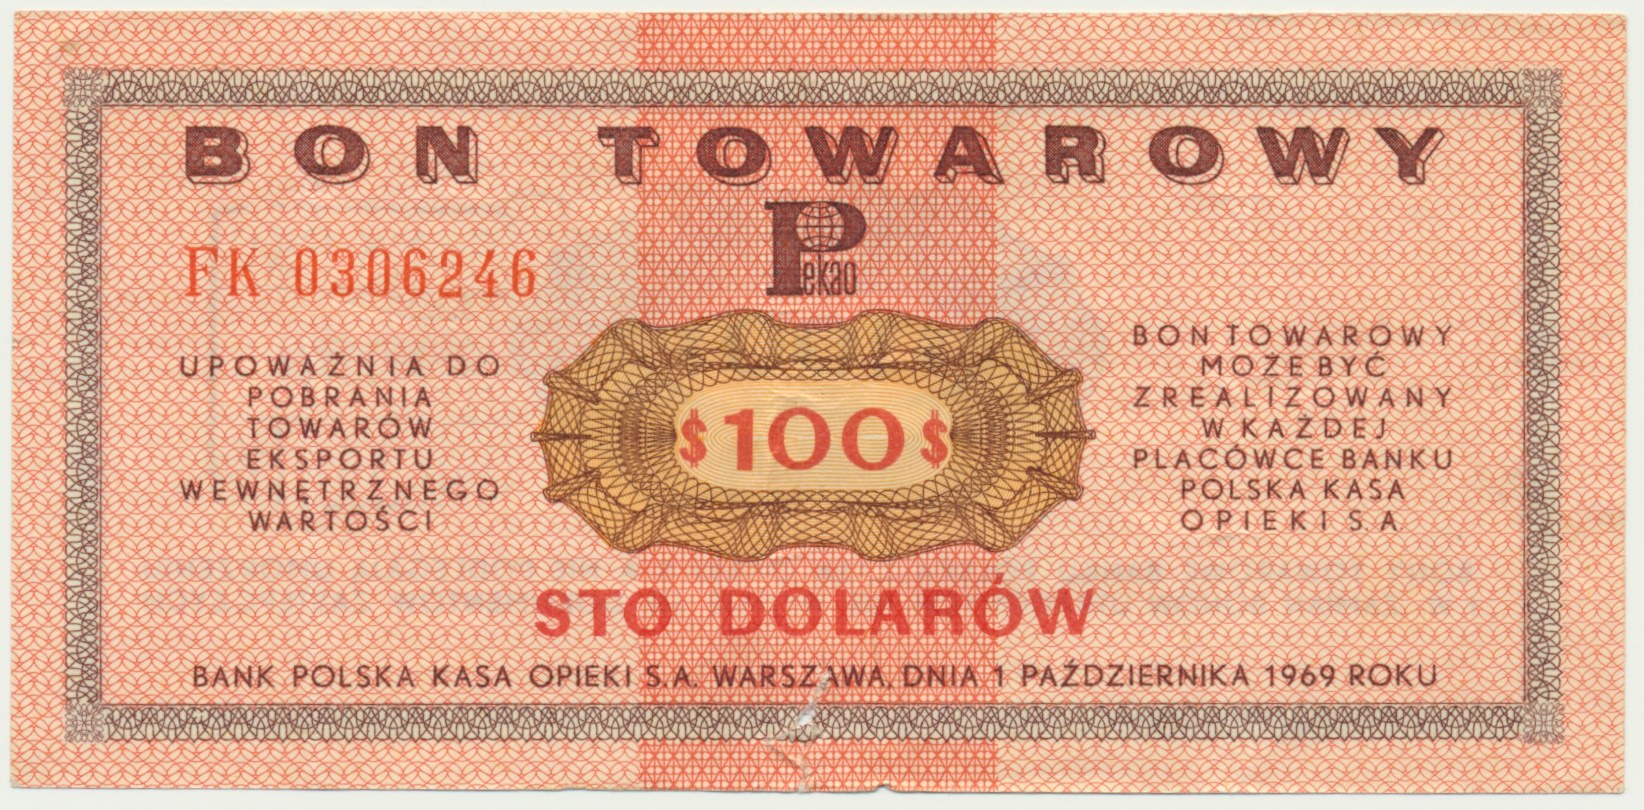 BON TOWAROWY
Pekao
FK 0306246
UPOWAŻNIA DO
POBRANIA
TOWARÓW
EKSPORTU
WEWNĘTRZNEGO
WARTOŚCI
$100$
BON TOWAROWY
MOŻE BYĆ
ZREALIZOWANY
W KAŻDEJ
PLACÓWCE BANKU
POLSKA KASA
OPIEKI S A.
STO DOLARÓW
BANK POLSKA KASA OPIEKI S.A. WARSZAWA, DNIA 1 PAŹDZIERNIKA 1969 ROKU